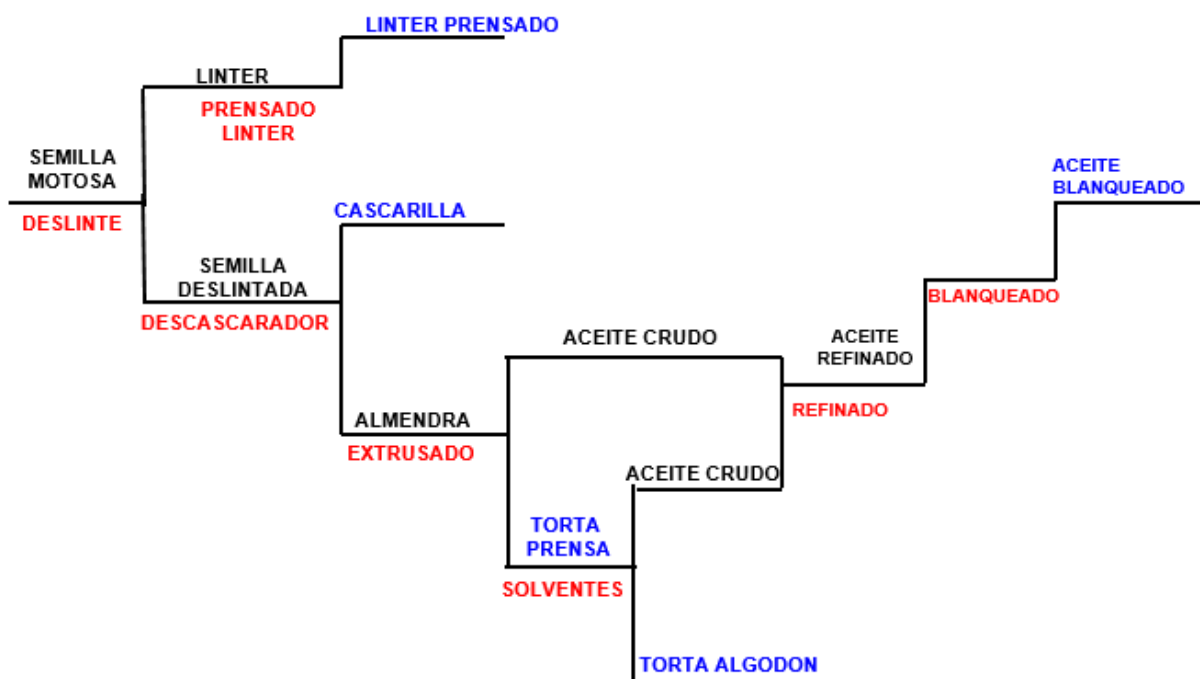 LINTER PRENSADO
LINTER
PRENSADO
LINTER
SEMILLA
MOTOSA
DESLINTE
ACEITE
BLANQUEADO
CASCARILLA
SEMILLA
DESLINTADA
DESCASCARADOR
BLANQUEADO
ACEITE CRUDO
ACEITE
REFINADO
REFINADO
ALMENDRA
EXTRUSADO
ACEITE CRUDO
TORTA
PRENSA
SOLVENTES
TORTA ALGODON